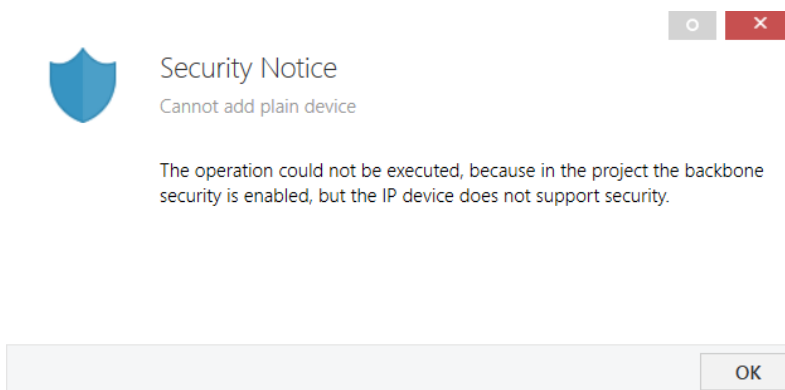 Security Notice
Cannot add plain device
The operation could not be executed, because in the project the backbone
security is enabled, but the IP device does not support security.
OK